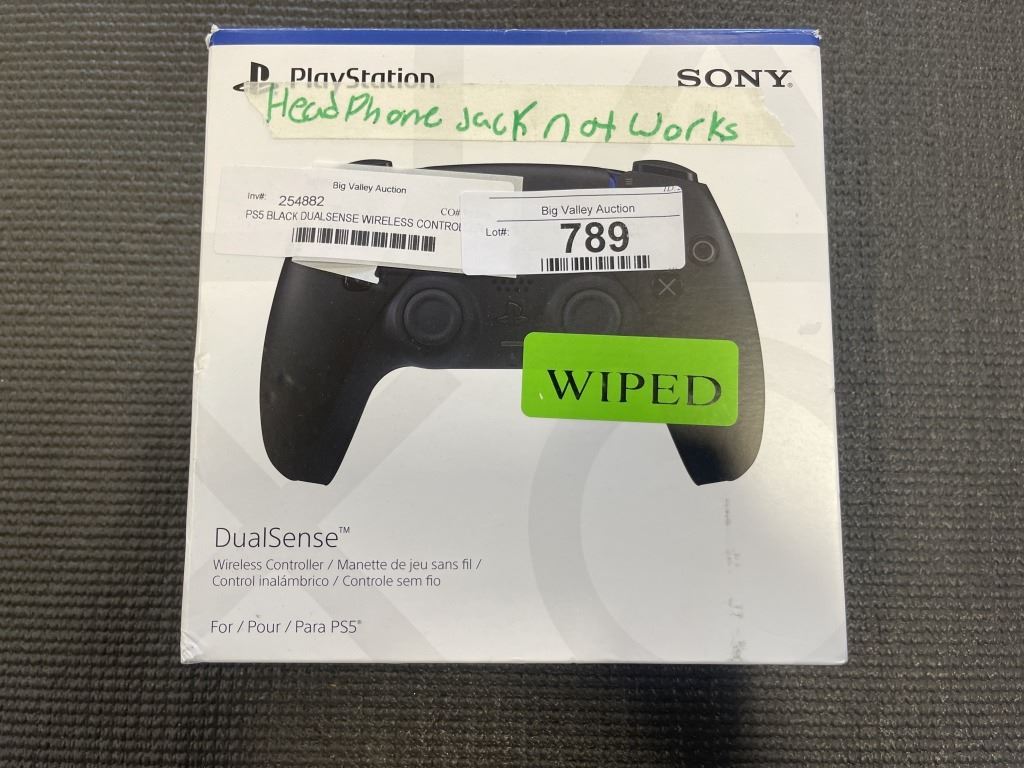 PlayStation
SONY
HeadPhone Jack not works
Big Valley Auction
Inv#: 254882
CO#
PS5 BLACK DUALSENSE WIRELESS CONTROL
Big Valley Auction
Lot#: 789
WIPED
DualSense™
Wireless Controller / Manette de jeu sans fil /
Control inalámbrico / Controle sem fio
For / Pour / Para PS5®